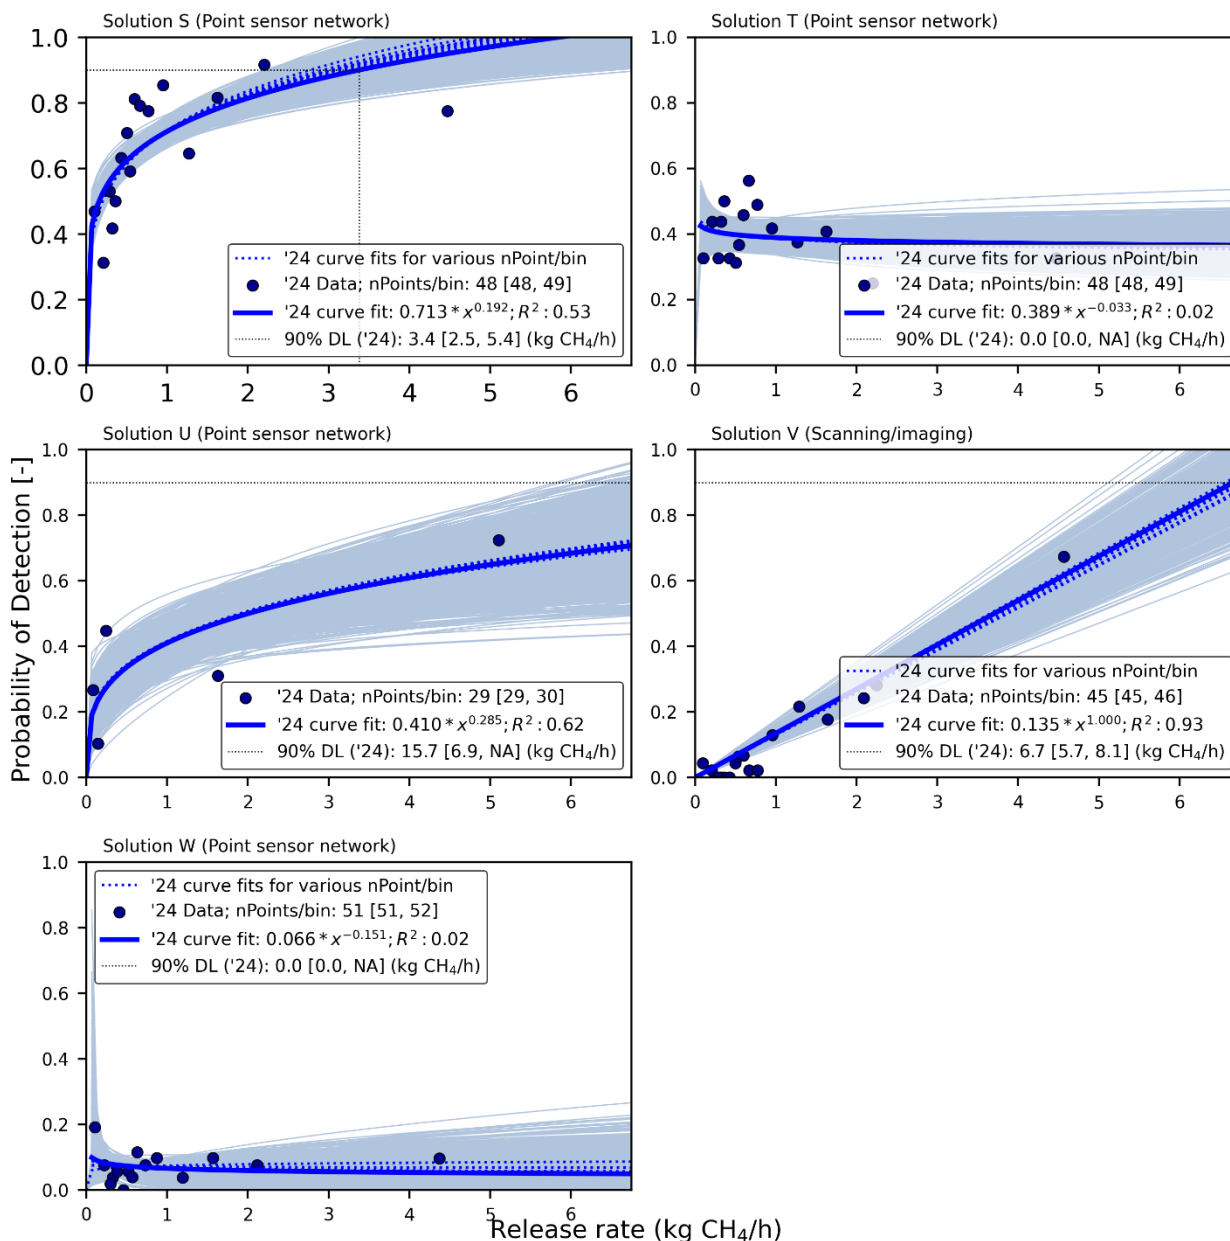 Solution S (Point sensor network)
1.0
0.8
0.6
0.4
0.2
0.0
0 1 2 3 4 5 6
'24 curve fits for various nPoint/bin
'24 Data; nPoints/bin: 48 [48, 49]
'24 curve fit: 0.713 * x^0.192; R^2 : 0.53
90% DL ('24): 3.4 [2.5, 5.4] (kg CH₄/h)
Solution T (Point sensor network)
1.0
0.8
0.6
0.4
0.2
0.0
0 1 2 3 4 5 6
'24 curve fits for various nPoint/bin
'24 Data; nPoints/bin: 48 [48, 49]
'24 curve fit: 0.389 * x^−0.033; R^2 : 0.02
90% DL ('24): 0.0 [0.0, NA] (kg CH₄/h)
Probability of Detection [-]
Solution U (Point sensor network)
1.0
0.8
0.6
0.4
0.2
0.0
0 1 2 3 4 5 6
'24 Data; nPoints/bin: 29 [29, 30]
'24 curve fit: 0.410 * x^0.285; R^2 : 0.62
90% DL ('24): 15.7 [6.9, NA] (kg CH₄/h)
Solution V (Scanning/imaging)
1.0
0.8
0.6
0.4
0.2
0.0
0 1 2 3 4 5 6
'24 curve fits for various nPoint/bin
'24 Data; nPoints/bin: 45 [45, 46]
'24 curve fit: 0.135 * x^1.000; R^2 : 0.93
90% DL ('24): 6.7 [5.7, 8.1] (kg CH₄/h)
Solution W (Point sensor network)
1.0
0.8
0.6
0.4
0.2
0.0
0 1 2 3 4 5 6
'24 curve fits for various nPoint/bin
'24 Data; nPoints/bin: 51 [51, 52]
'24 curve fit: 0.066 * x^−0.151; R^2 : 0.02
90% DL ('24): 0.0 [0.0, NA] (kg CH₄/h)
Release rate (kg CH₄/h)